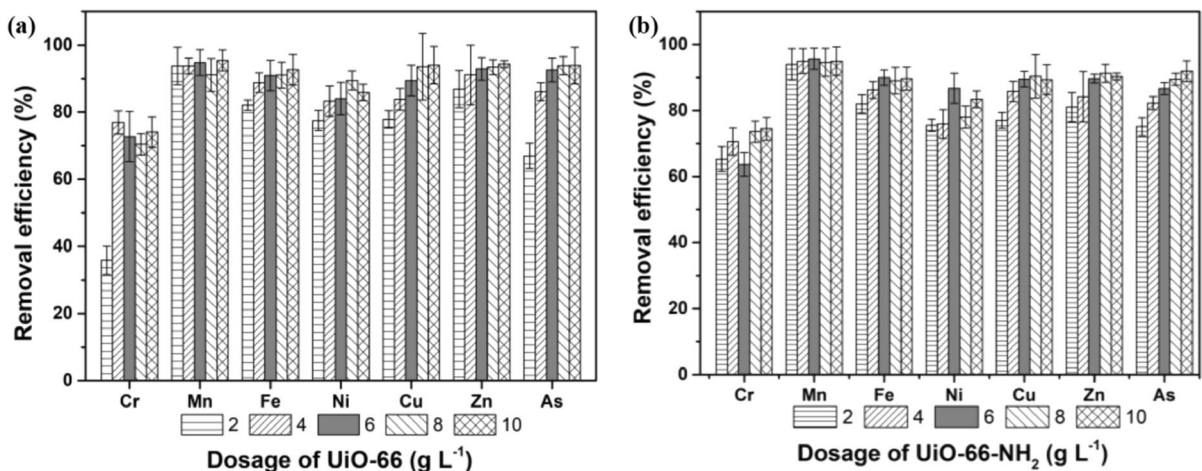 (a)
Removal efficiency (%)
100
80
60
40
20
0
Cr Mn Fe Ni Cu Zn As
2 4 6 8 10
Dosage of UiO-66 (g L⁻¹)
(b)
Removal efficiency (%)
100
80
60
40
20
0
Cr Mn Fe Ni Cu Zn As
2 4 6 8 10
Dosage of UiO-66-NH₂ (g L⁻¹)